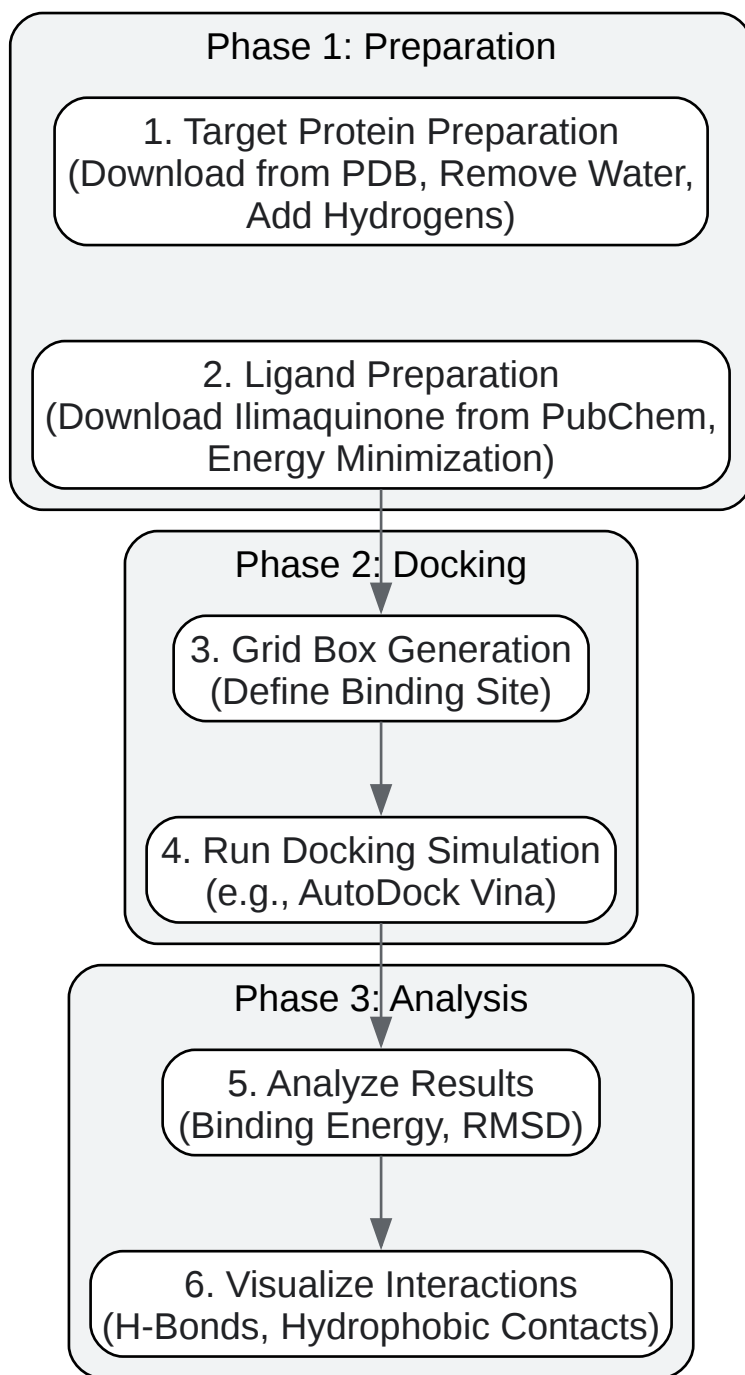 Phase 1: Preparation
1. Target Protein Preparation
(Download from PDB, Remove Water,
Add Hydrogens)
2. Ligand Preparation
(Download Ilimaquinone from PubChem,
Energy Minimization)
Phase 2: Docking
3. Grid Box Generation
(Define Binding Site)
4. Run Docking Simulation
(e.g., AutoDock Vina)
Phase 3: Analysis
5. Analyze Results
(Binding Energy, RMSD)
6. Visualize Interactions
(H-Bonds, Hydrophobic Contacts)